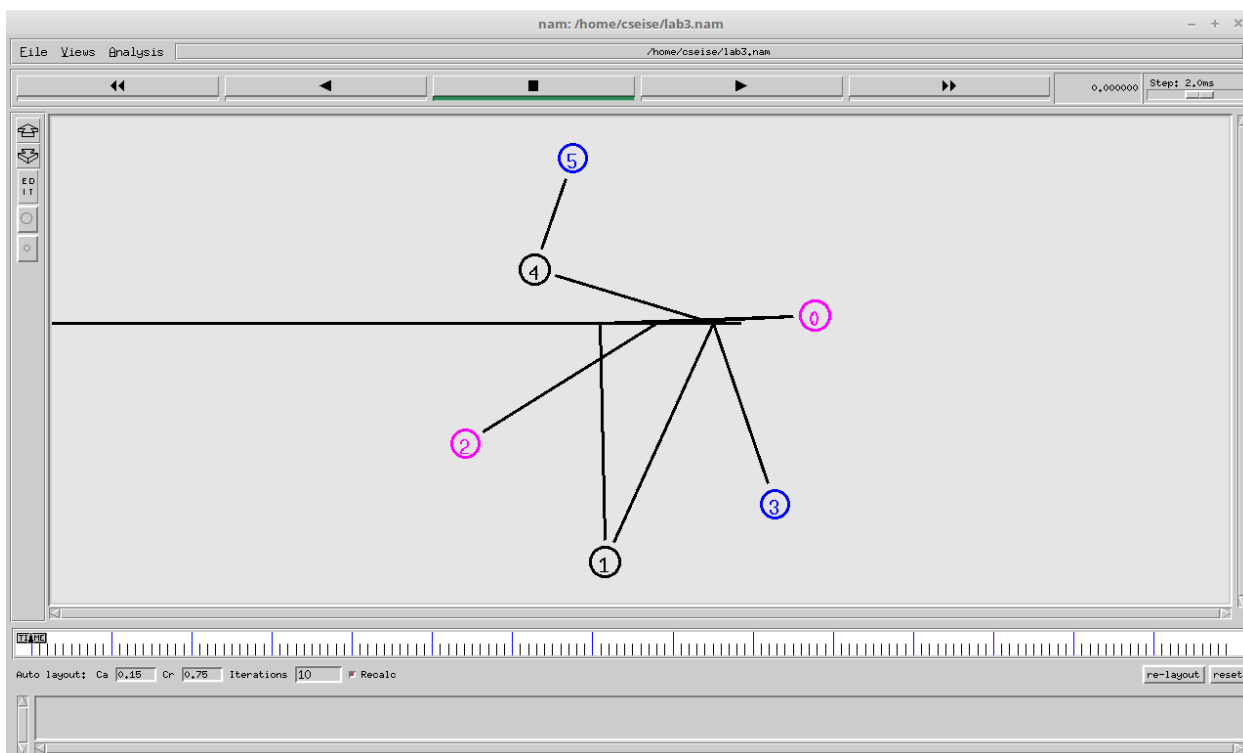 nam: /home/cseise/lab3.nam
File Views Analysis /home/cseise/lab3.nam
0.000000 Step: 2.0ms
ED
IT
5
4
0
2
3
1
TIME
Auto layout: Ca 0.15 Cr 0.75 Iterations 10 Recalc re-layout reset